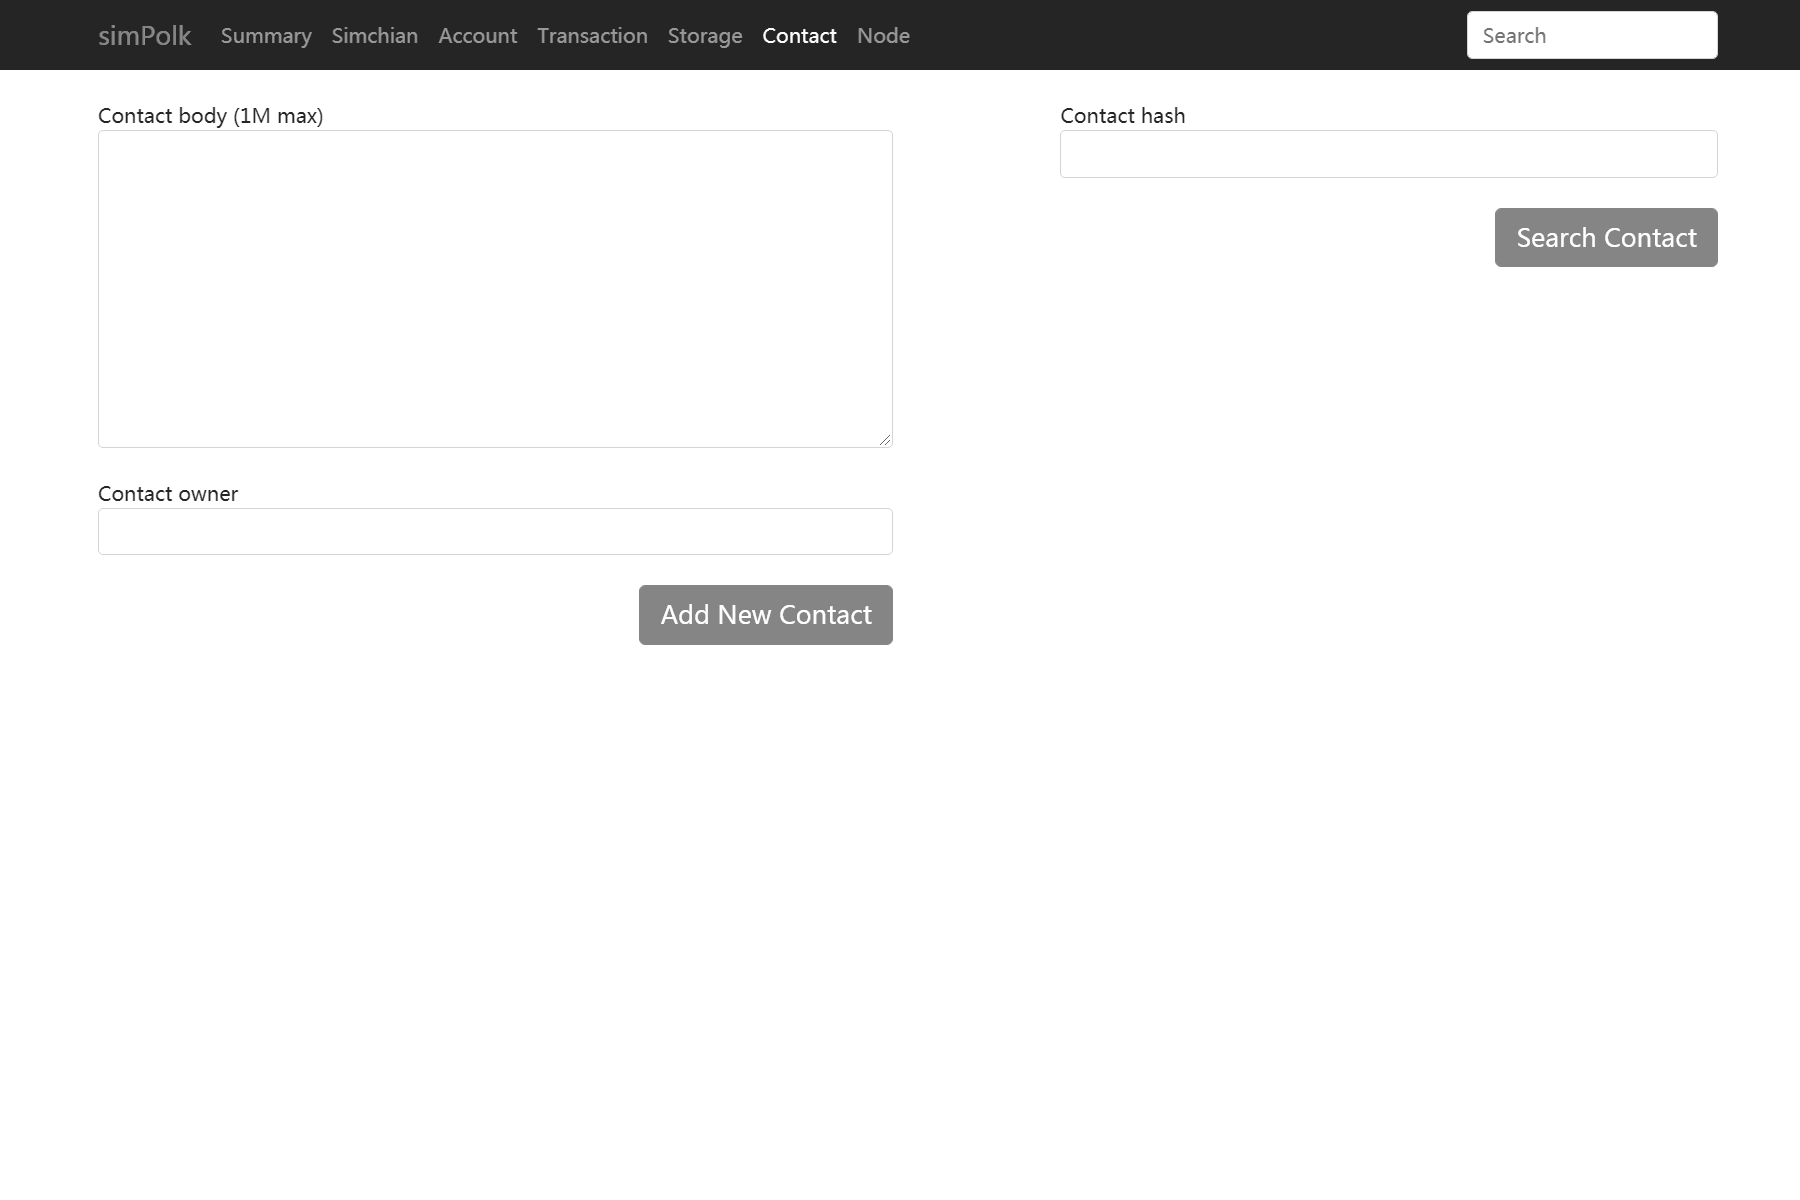 simPolk Summary Simchian Account Transaction Storage Contact Node Search
Contact body (1M max)
Contact owner
Add New Contact
Contact hash
Search Contact